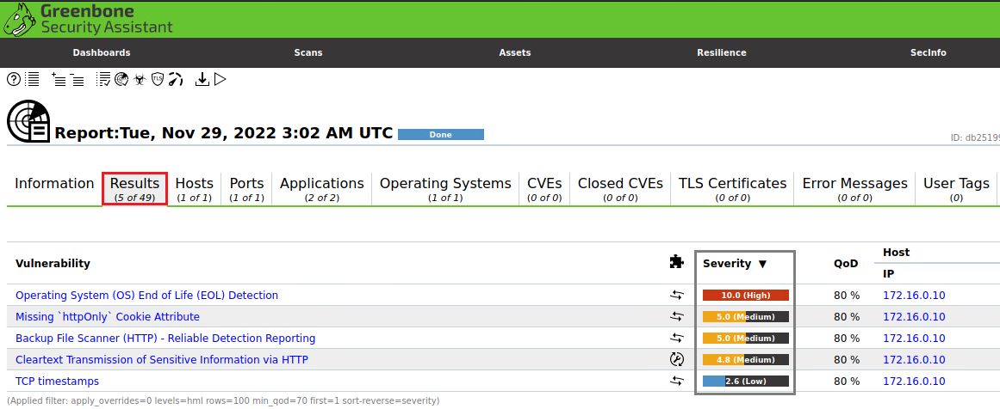 Greenbone
Security Assistant
Dashboards Scans Assets Resilience SecInfo
TLS
Report:Tue, Nov 29, 2022 3:02 AM UTC Done
ID: db2519
Information Results Hosts Ports Applications Operating Systems CVEs Closed CVEs TLS Certificates Error Messages User Tags
(5 of 49) (1 of 1) (1 of 1) (2 of 2) (1 of 1) (0 of 0) (0 of 0) (0 of 0) (0 of 0) (0)
Host
Vulnerability Severity ▼ QoD
IP
Operating System (OS) End of Life (EOL) Detection 10.0 (High) 80 % 172.16.0.10
Missing `httpOnly` Cookie Attribute 5.0 (Medium) 80 % 172.16.0.10
Backup File Scanner (HTTP) - Reliable Detection Reporting 5.0 (Medium) 80 % 172.16.0.10
Cleartext Transmission of Sensitive Information via HTTP 4.8 (Medium) 80 % 172.16.0.10
TCP timestamps 2.6 (Low) 80 % 172.16.0.10
(Applied filter: apply_overrides=0 levels=hml rows=100 min_qod=70 first=1 sort-reverse=severity)